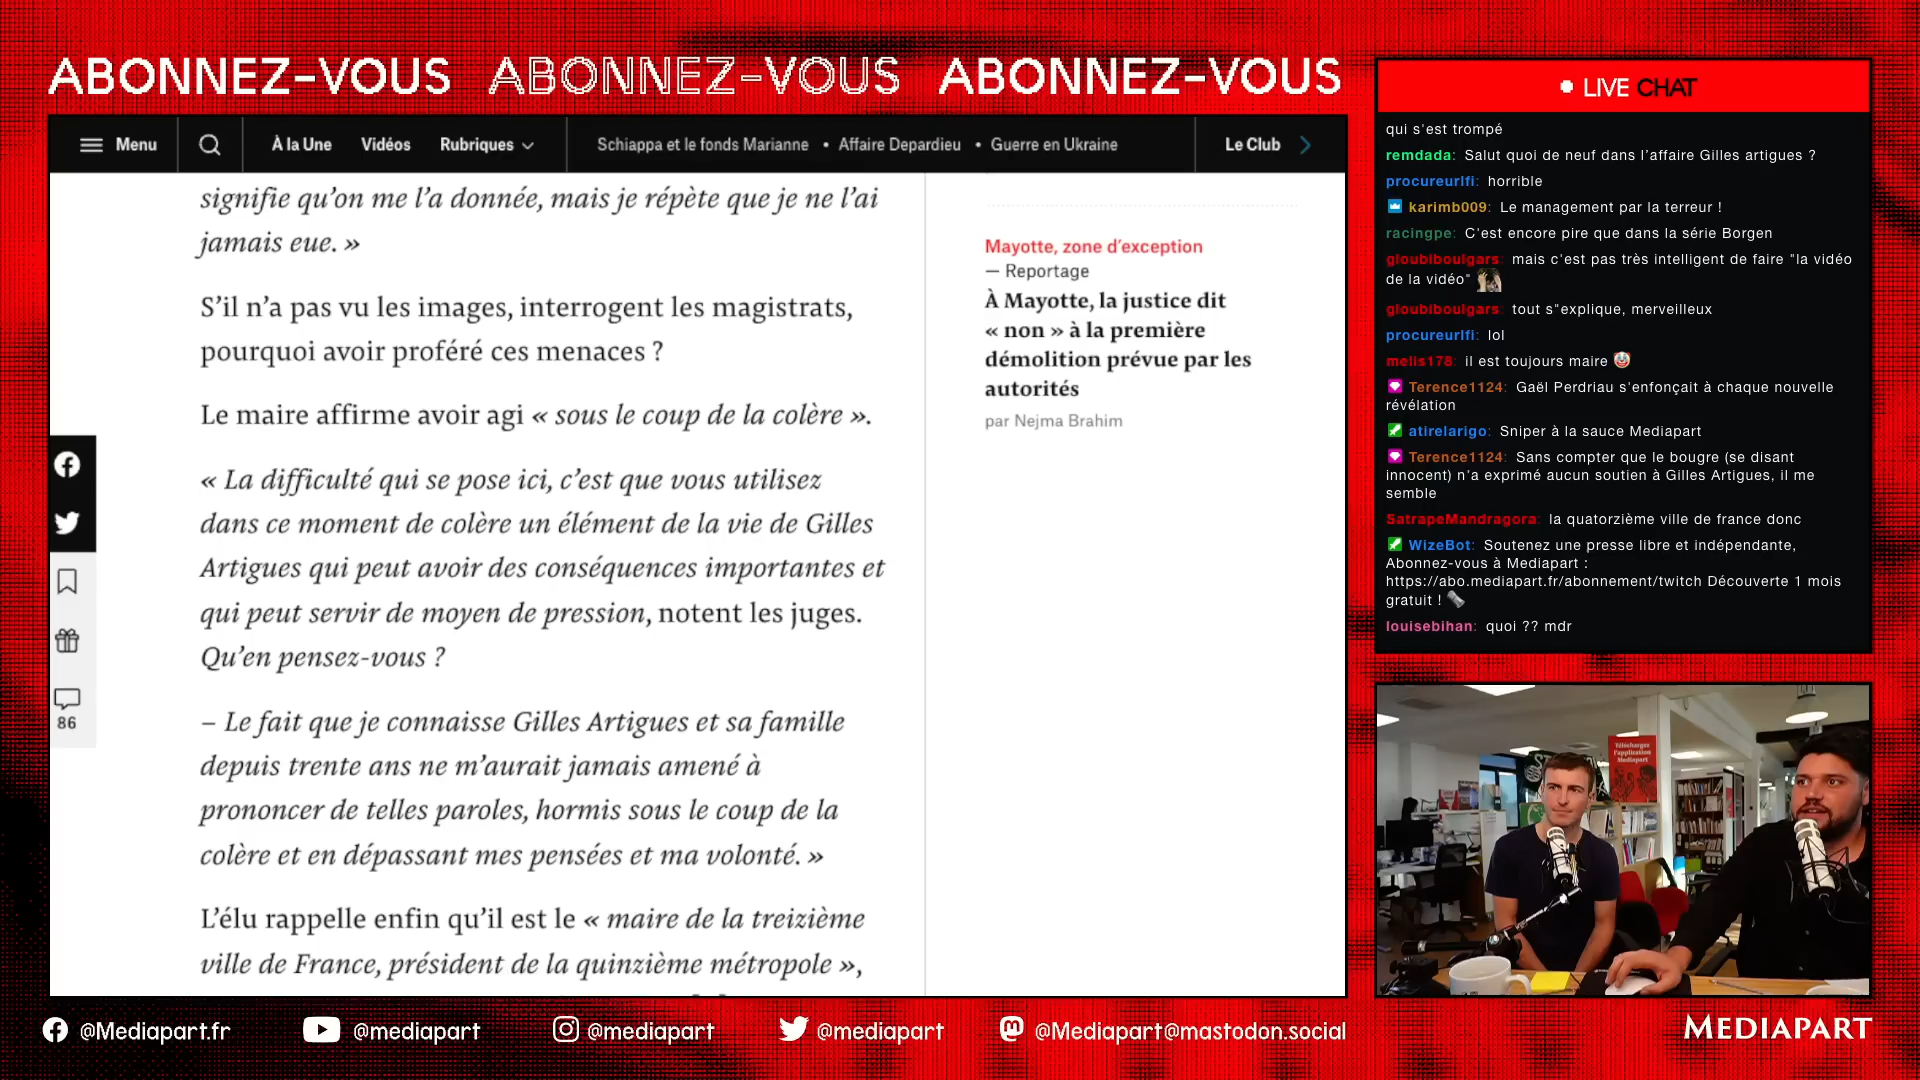 ABONNEZ-VOUS ABONNEZ-VOUS ABONNEZ-VOUS
Menu
À la Une
Vidéos
Rubriques
Schiappa et le fonds Marianne • Affaire Depardieu • Guerre en Ukraine
Le Club
signifie qu’on me l’a donnée, mais je répète que je ne l’ai
jamais eue. »
S’il n’a pas vu les images, interrogent les magistrats,
pourquoi avoir proféré ces menaces ?
Le maire affirme avoir agi « sous le coup de la colère ».
« La difficulté qui se pose ici, c’est que vous utilisez
dans ce moment de colère un élément de la vie de Gilles
Artigues qui peut avoir des conséquences importantes et
qui peut servir de moyen de pression, notent les juges.
Qu’en pensez-vous ?
– Le fait que je connaisse Gilles Artigues et sa famille
depuis trente ans ne m’aurait jamais amené à
prononcer de telles paroles, hormis sous le coup de la
colère et en dépassant mes pensées et ma volonté. »
L’élu rappelle enfin qu’il est le « maire de la treizième
ville de France, président de la quinzième métropole »,
86
Mayotte, zone d’exception
— Reportage
À Mayotte, la justice dit
« non » à la première
démolition prévue par les
autorités
par Nejma Brahim
LIVE CHAT
qui s'est trompé
remdada: Salut quoi de neuf dans l’affaire Gilles artigues ?
procureurlfi: horrible
karimb009: Le management par la terreur !
racingpe: C'est encore pire que dans la série Borgen
gloubiboulgars: mais c'est pas très intelligent de faire "la vidéo
de la vidéo"
gloubiboulgars: tout s"explique, merveilleux
procureurlfi: lol
melis178: il est toujours maire 🤡
Terence1124: Gaël Perdriau s’enfonçait à chaque nouvelle
révélation
atirelarigo: Sniper à la sauce Mediapart
Terence1124: Sans compter que le bougre (se disant
innocent) n’a exprimé aucun soutien à Gilles Artigues, il me
semble
SatrapeMandragora: la quatorzième ville de france donc
WizeBot: Soutenez une presse libre et indépendante,
Abonnez-vous à Mediapart :
https://abo.mediapart.fr/abonnement/twitch Découverte 1 mois
gratuit !
louisebihan: quoi ?? mdr
Téléchargez
l'application
Mediapart
@Mediapart.fr
@mediapart
@mediapart
@mediapart
@Mediapart@mastodon.social
MEDIAPART